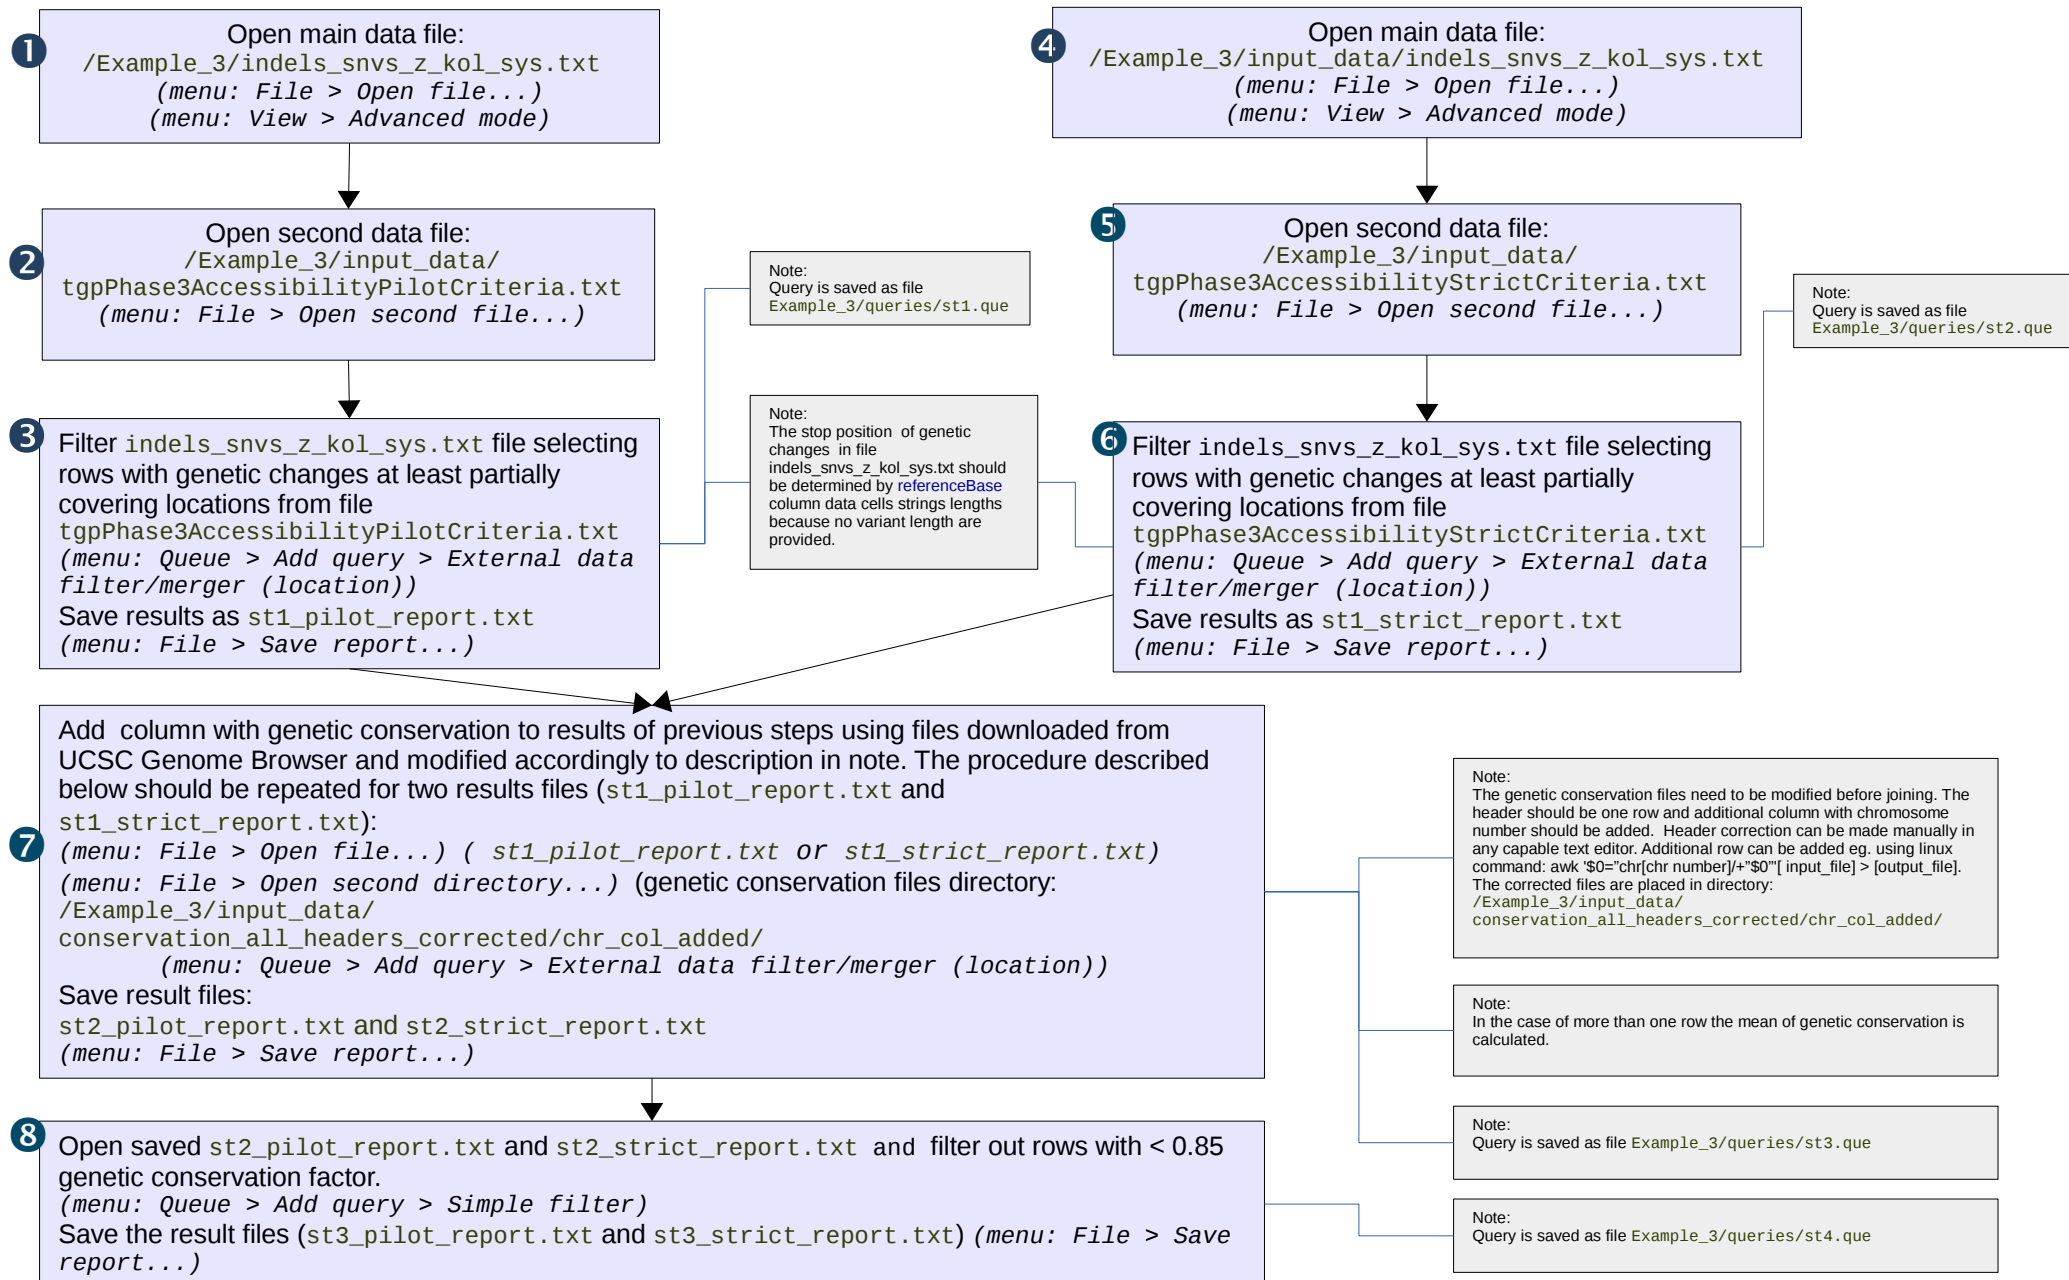 1
Open main data file:
/Example_3/indels_snvs_z_kol_sys.txt
(menu: File > Open file...)
(menu: View > Advanced mode)
2
Open second data file:
/Example_3/input_data/
tgpPhase3AccessibilityPilotCriteria.txt
(menu: File > Open second file...)
3
Filter indels_snvs_z_kol_sys.txt file selecting
rows with genetic changes at least partially
covering locations from file
tgpPhase3AccessibilityPilotCriteria.txt
(menu: Queue > Add query > External data
filter/merger (location))
Save results as st1_pilot_report.txt
(menu: File > Save report...)
Note:
Query is saved as file
Example_3/queries/st1.que
Note:
The stop position of genetic
changes in file
indels_snvs_z_kol_sys.txt should
be determined by referenceBase
column data cells strings lengths
because no variant length are
provided.
4
Open main data file:
/Example_3/input_data/indels_snvs_z_kol_sys.txt
(menu: File > Open file...)
(menu: View > Advanced mode)
5
Open second data file:
/Example_3/input_data/
tgpPhase3AccessibilityStrictCriteria.txt
(menu: File > Open second file...)
Note:
Query is saved as file
Example_3/queries/st2.que
6
Filter indels_snvs_z_kol_sys.txt file selecting
rows with genetic changes at least partially
covering locations from file
tgpPhase3AccessibilityStrictCriteria.txt
(menu: Queue > Add query > External data
filter/merger (location))
Save results as st1_strict_report.txt
(menu: File > Save report...)
7
Add column with genetic conservation to results of previous steps using files downloaded from
UCSC Genome Browser and modified accordingly to description in note. The procedure described
below should be repeated for two results files (st1_pilot_report.txt and
st1_strict_report.txt):
(menu: File > Open file...) ( st1_pilot_report.txt or st1_strict_report.txt)
(menu: File > Open second directory...) (genetic conservation files directory:
/Example_3/input_data/
conservation_all_headers_corrected/chr_col_added/
(menu: Queue > Add query > External data filter/merger (location))
Save result files:
st2_pilot_report.txt and st2_strict_report.txt
(menu: File > Save report...)
Note:
The genetic conservation files need to be modified before joining. The
header should be one row and additional column with chromosome
number should be added. Header correction can be made manually in
any capable text editor. Additional row can be added eg. using linux
command: awk '$0=”chr[chr number]/+”$0”'[ input_file] > [output_file].
The corrected files are placed in directory:
/Example_3/input_data/
conservation_all_headers_corrected/chr_col_added/
Note:
In the case of more than one row the mean of genetic conservation is
calculated.
Note:
Query is saved as file Example_3/queries/st3.que
8
Open saved st2_pilot_report.txt and st2_strict_report.txt and filter out rows with < 0.85
genetic conservation factor.
(menu: Queue > Add query > Simple filter)
Save the result files (st3_pilot_report.txt and st3_strict_report.txt) (menu: File > Save
report...)
Note:
Query is saved as file Example_3/queries/st4.que